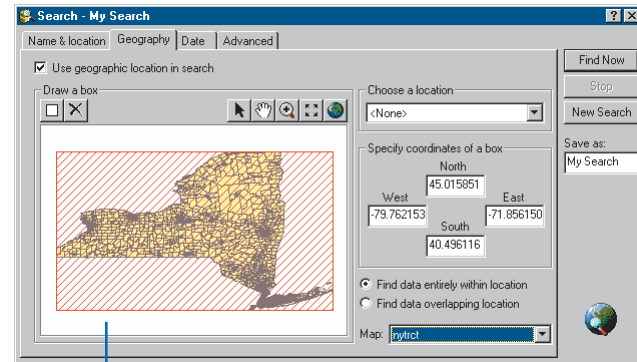 Search - My Search
Name & location Geography Date Advanced
Use geographic location in search
Draw a box
Choose a location
<None>
Specify coordinates of a box
North
45.015851
West
-79.762153
East
-71.856150
South
40.496116
Find data entirely within location
Find data overlapping location
Map: nytrct
Find Now
Stop
New Search
Save as:
My Search